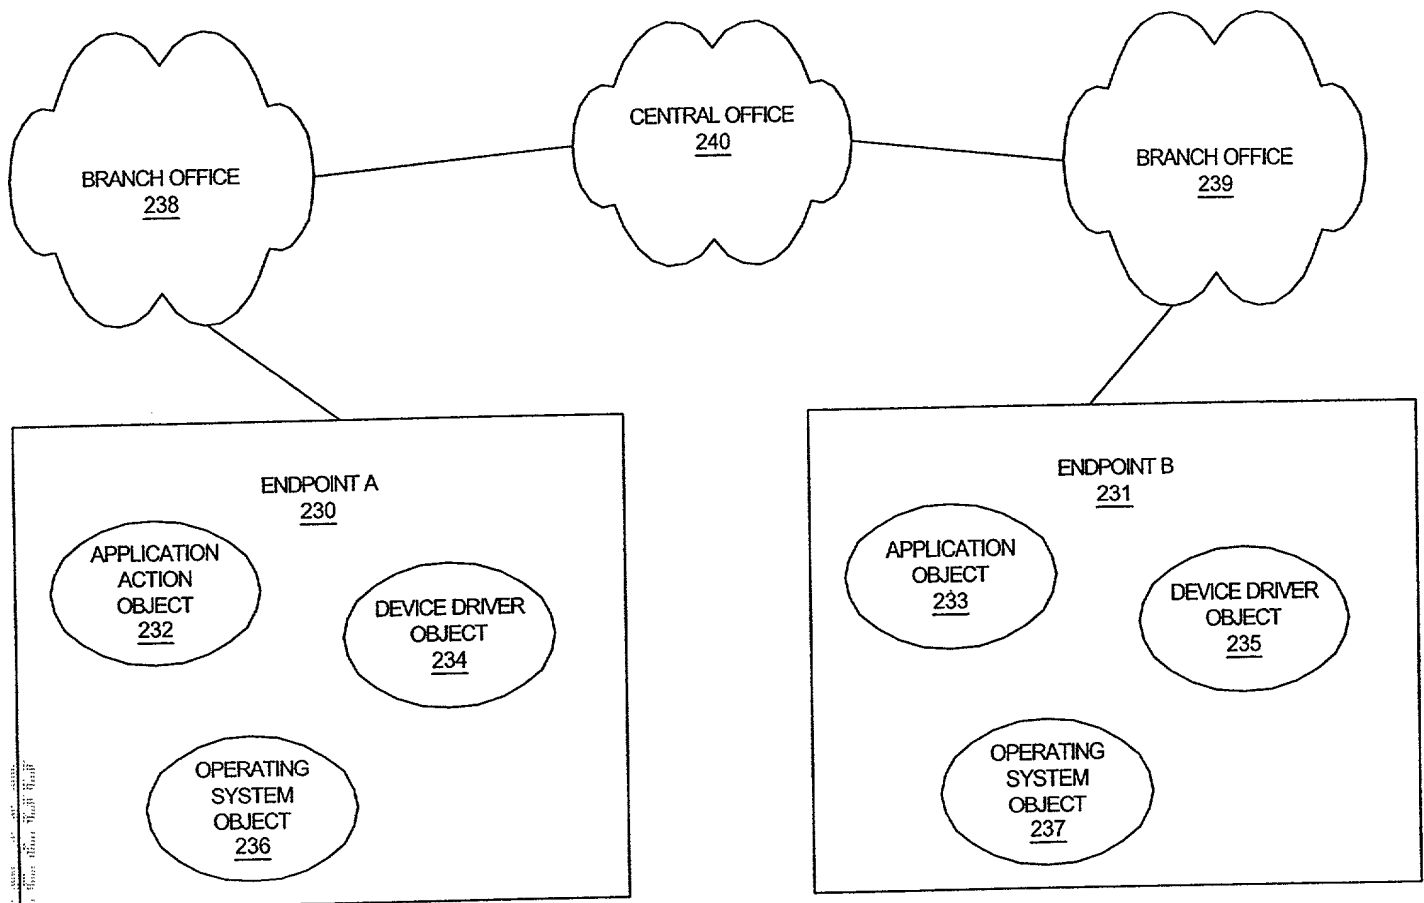 CENTRAL OFFICE
240
BRANCH OFFICE
238
BRANCH OFFICE
239
ENDPOINT A
230
APPLICATION
ACTION
OBJECT
232
DEVICE DRIVER
OBJECT
234
OPERATING
SYSTEM
OBJECT
236
ENDPOINT B
231
APPLICATION
OBJECT
233
DEVICE DRIVER
OBJECT
235
OPERATING
SYSTEM
OBJECT
237